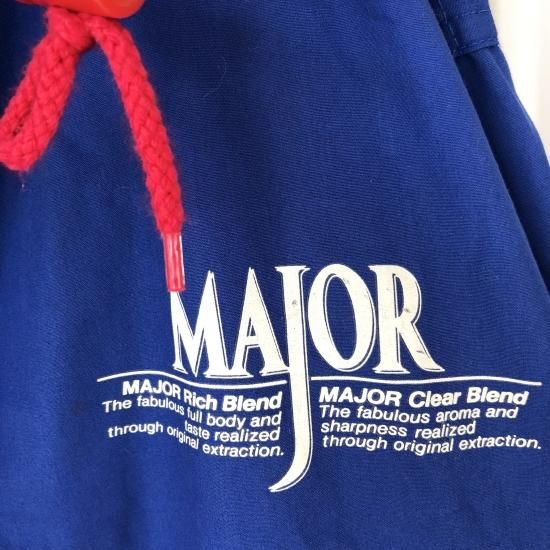 MAJOR
MAJOR Rich Blend
The fabulous full body and
taste realized
through original extraction.
MAJOR Clear Blend
The fabulous aroma and
sharpness realized
through original extraction.